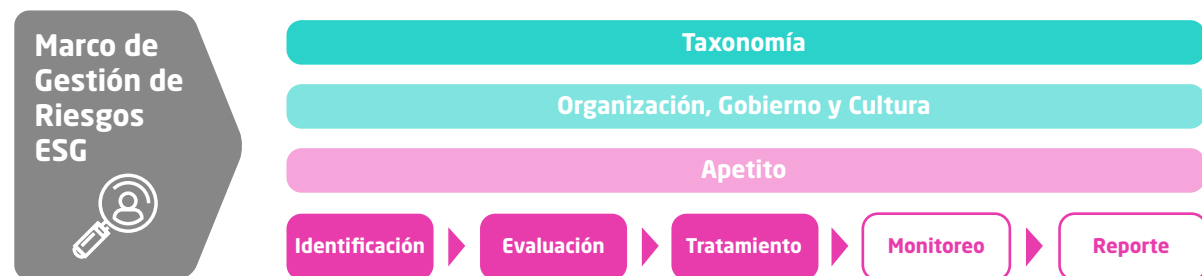 Marco de
Gestión de
Riesgos
ESG
Taxonomía
Organización, Gobierno y Cultura
Apetito
Identificación
Evaluación
Tratamiento
Monitoreo
Reporte